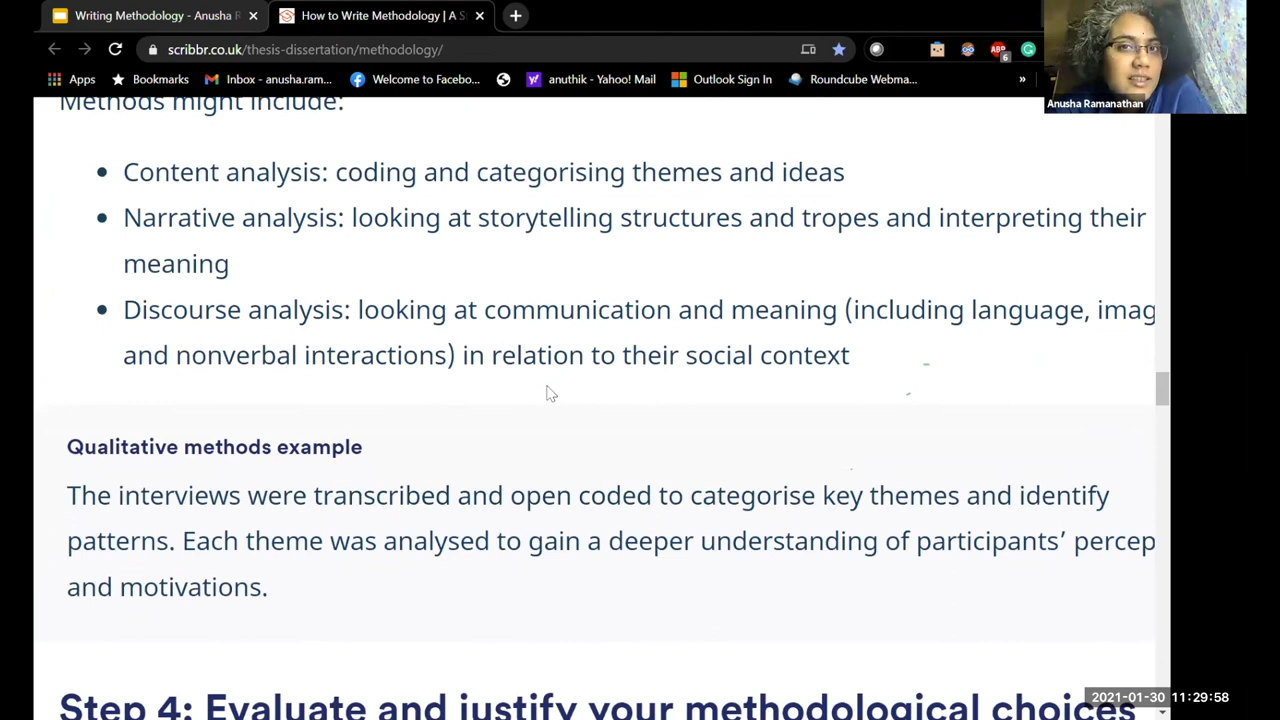 Writing Methodology - Anusha R
How to Write Methodology | A S
scribbr.co.uk/thesis-dissertation/methodology/
6
Apps
Bookmarks
Inbox - anusha.ram...
Welcome to Facebo...
anuthik - Yahoo! Mail
Outlook Sign In
Roundcube Webma...
»
Anusha Ramanathan
Methods might include:
• Content analysis: coding and categorising themes and ideas
• Narrative analysis: looking at storytelling structures and tropes and interpreting their
meaning
• Discourse analysis: looking at communication and meaning (including language, imag
and nonverbal interactions) in relation to their social context
Qualitative methods example
The interviews were transcribed and open coded to categorise key themes and identify
patterns. Each theme was analysed to gain a deeper understanding of participants’ percep
and motivations.
Step 4: Evaluate and justify your methodological choices
2021-01-30 11:29:58